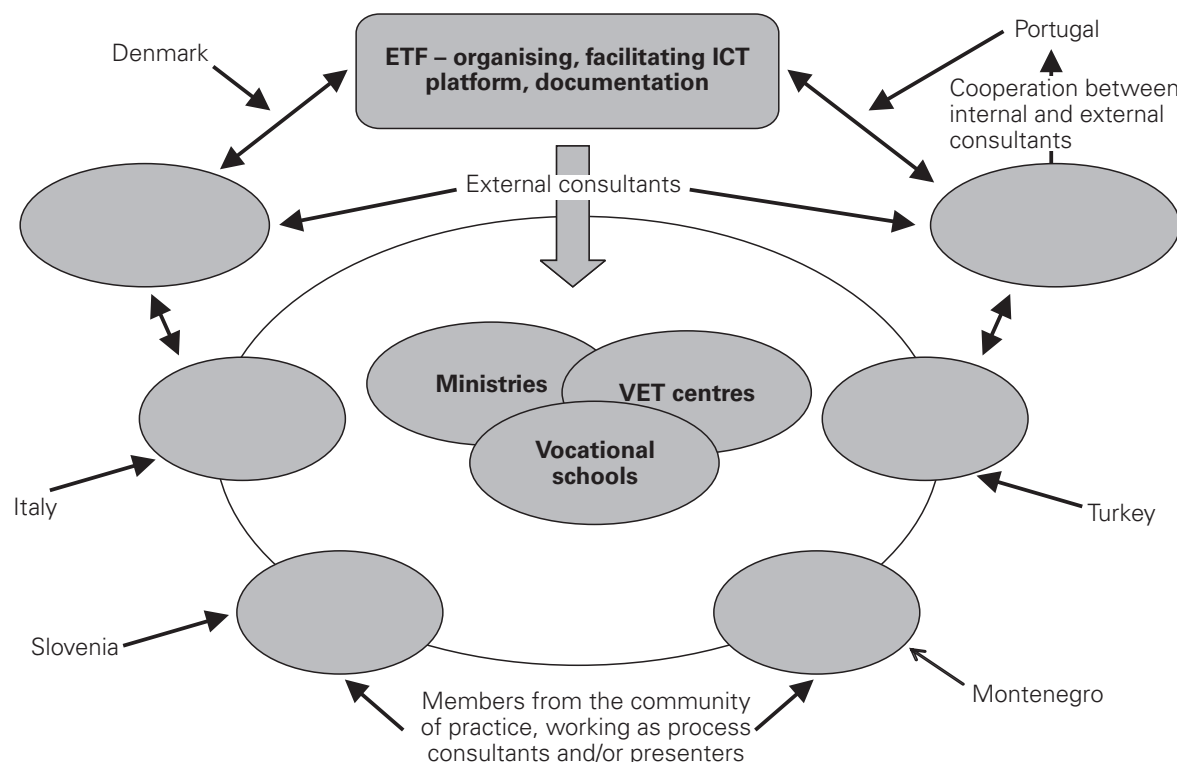 Denmark
ETF – organising, facilitating ICT
platform, documentation
Portugal
Cooperation between
internal and external
consultants
External consultants
Ministries
VET centres
Vocational
schools
Italy
Turkey
Slovenia
Montenegro
Members from the community
of practice, working as process
consultants and/or presenters